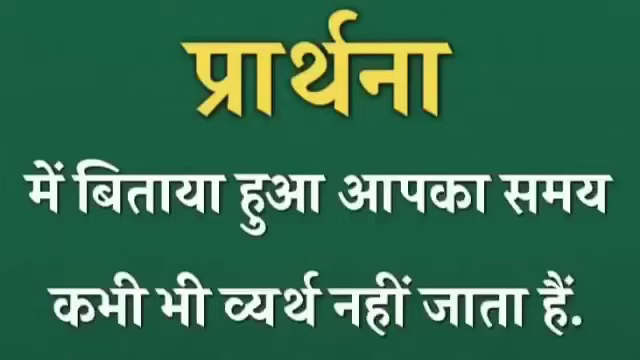 प्रार्थना
में बिताया हुआ आपका समय
कभी भी व्यर्थ नहीं जाता हैं.